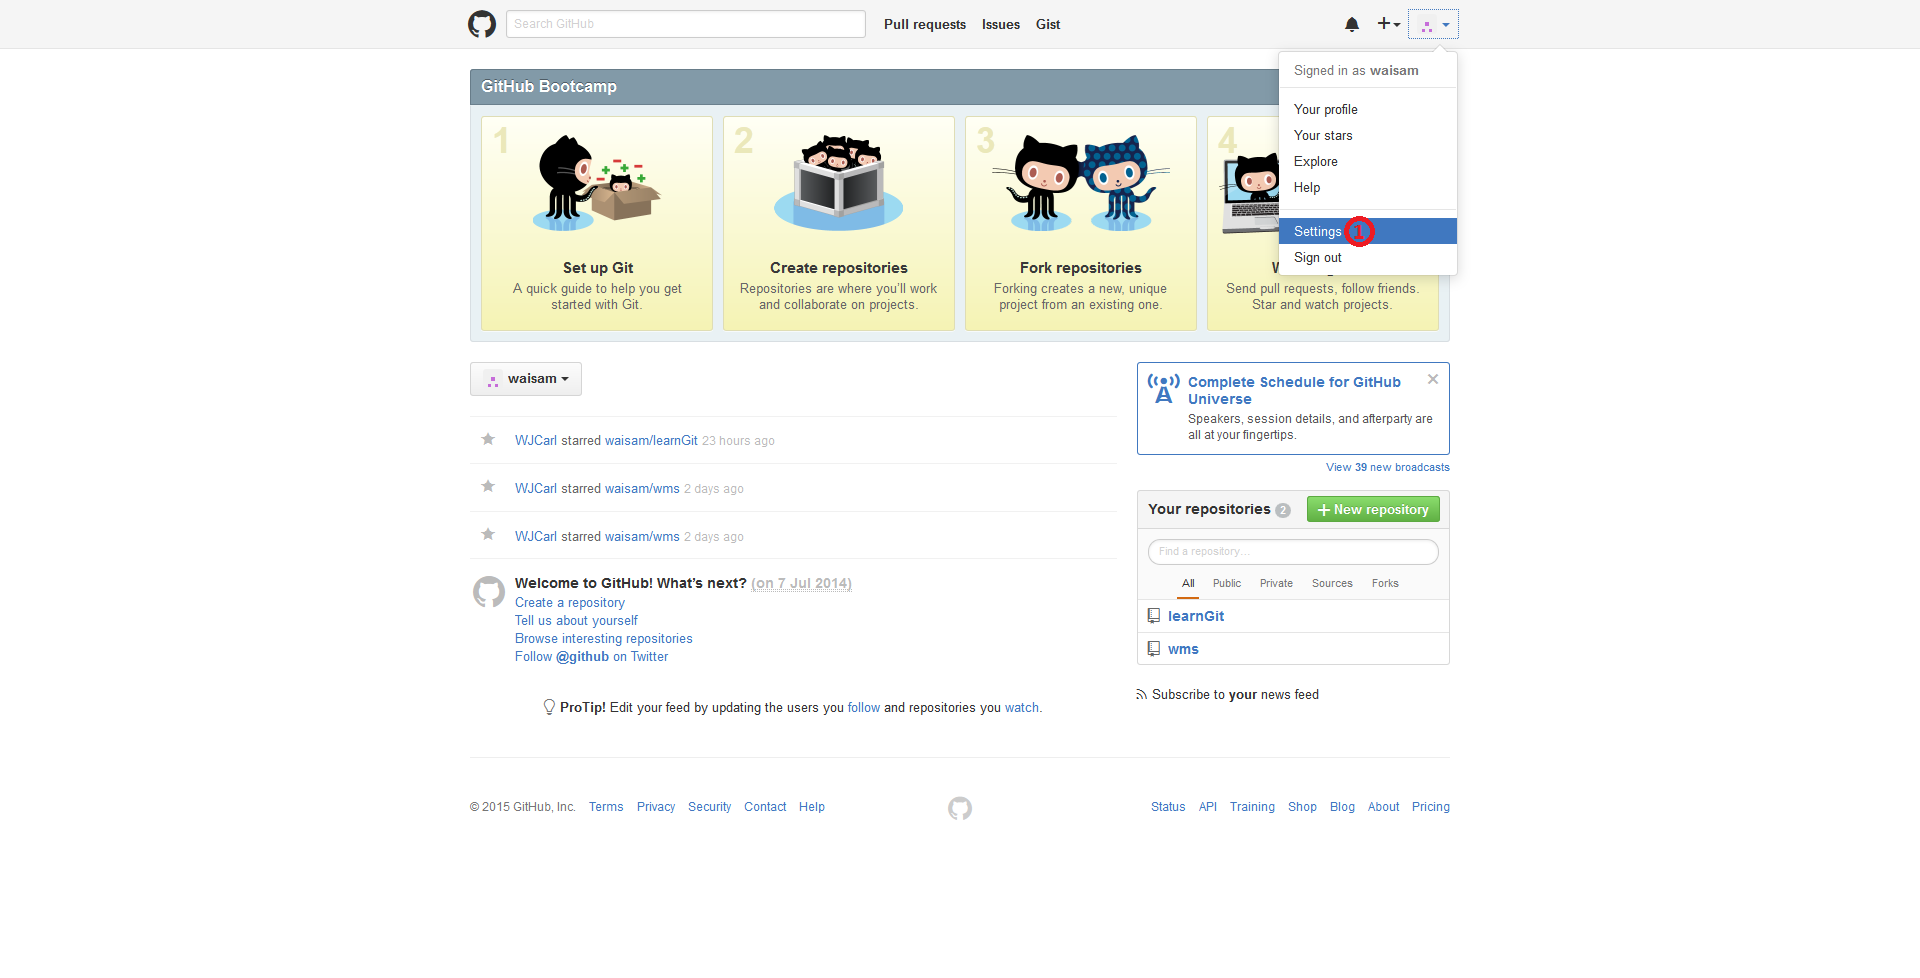 Search GitHub
Pull requests
Issues
Gist
Signed in as waisam
Your profile
Your stars
Explore
Help
Settings 1
Sign out
GitHub Bootcamp
1
Set up Git
A quick guide to help you get
started with Git.
2
Create repositories
Repositories are where you'll work
and collaborate on projects.
3
Fork repositories
Forking creates a new, unique
project from an existing one.
4
Send pull requests, follow friends.
Star and watch projects.
waisam
WJCarl starred waisam/learnGit 23 hours ago
WJCarl starred waisam/wms 2 days ago
WJCarl starred waisam/wms 2 days ago
Welcome to GitHub! What's next? (on 7 Jul 2014)
Create a repository
Tell us about yourself
Browse interesting repositories
Follow @github on Twitter
ProTip! Edit your feed by updating the users you follow and repositories you watch.
Complete Schedule for GitHub
Universe
Speakers, session details, and afterparty are
all at your fingertips.
View 39 new broadcasts
Your repositories 2
New repository
Find a repository...
All
Public
Private
Sources
Forks
learnGit
wms
Subscribe to your news feed
© 2015 GitHub, Inc.
Terms
Privacy
Security
Contact
Help
Status
API
Training
Shop
Blog
About
Pricing